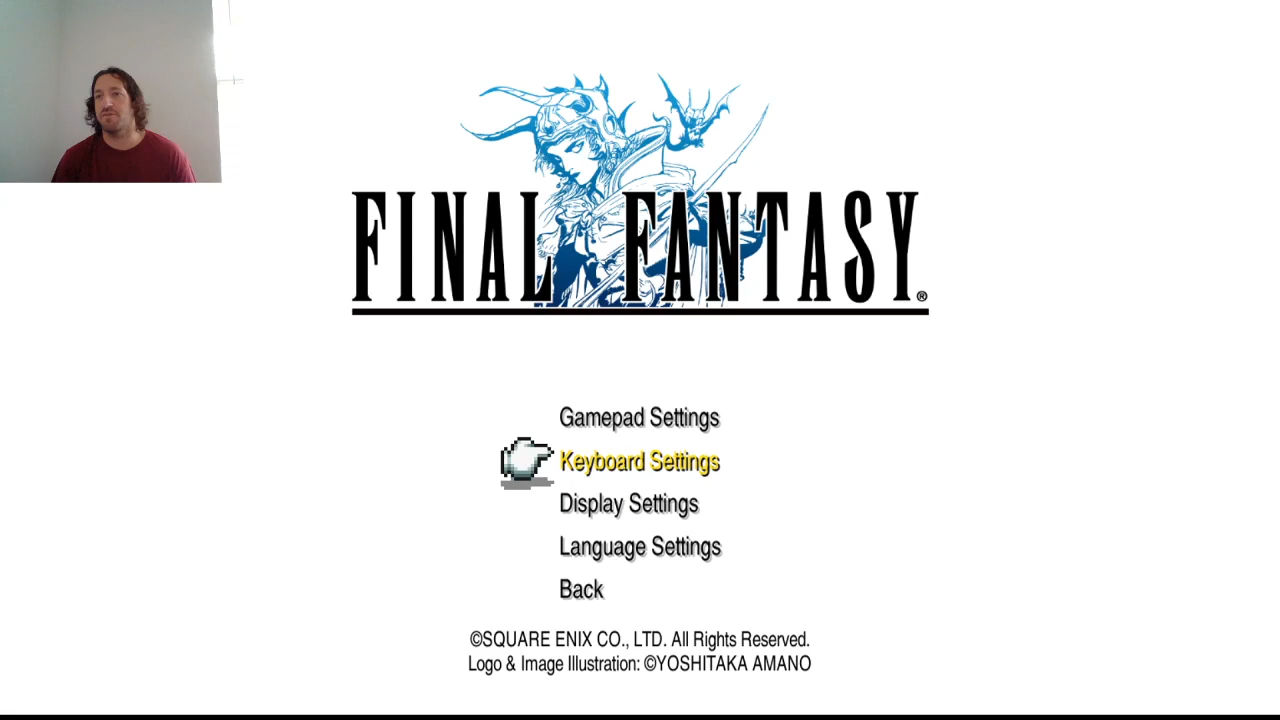 FINAL FANTASY®
Gamepad Settings
Keyboard Settings
Display Settings
Language Settings
Back
©SQUARE ENIX CO., LTD. All Rights Reserved.
Logo & Image Illustration: ©YOSHITAKA AMANO